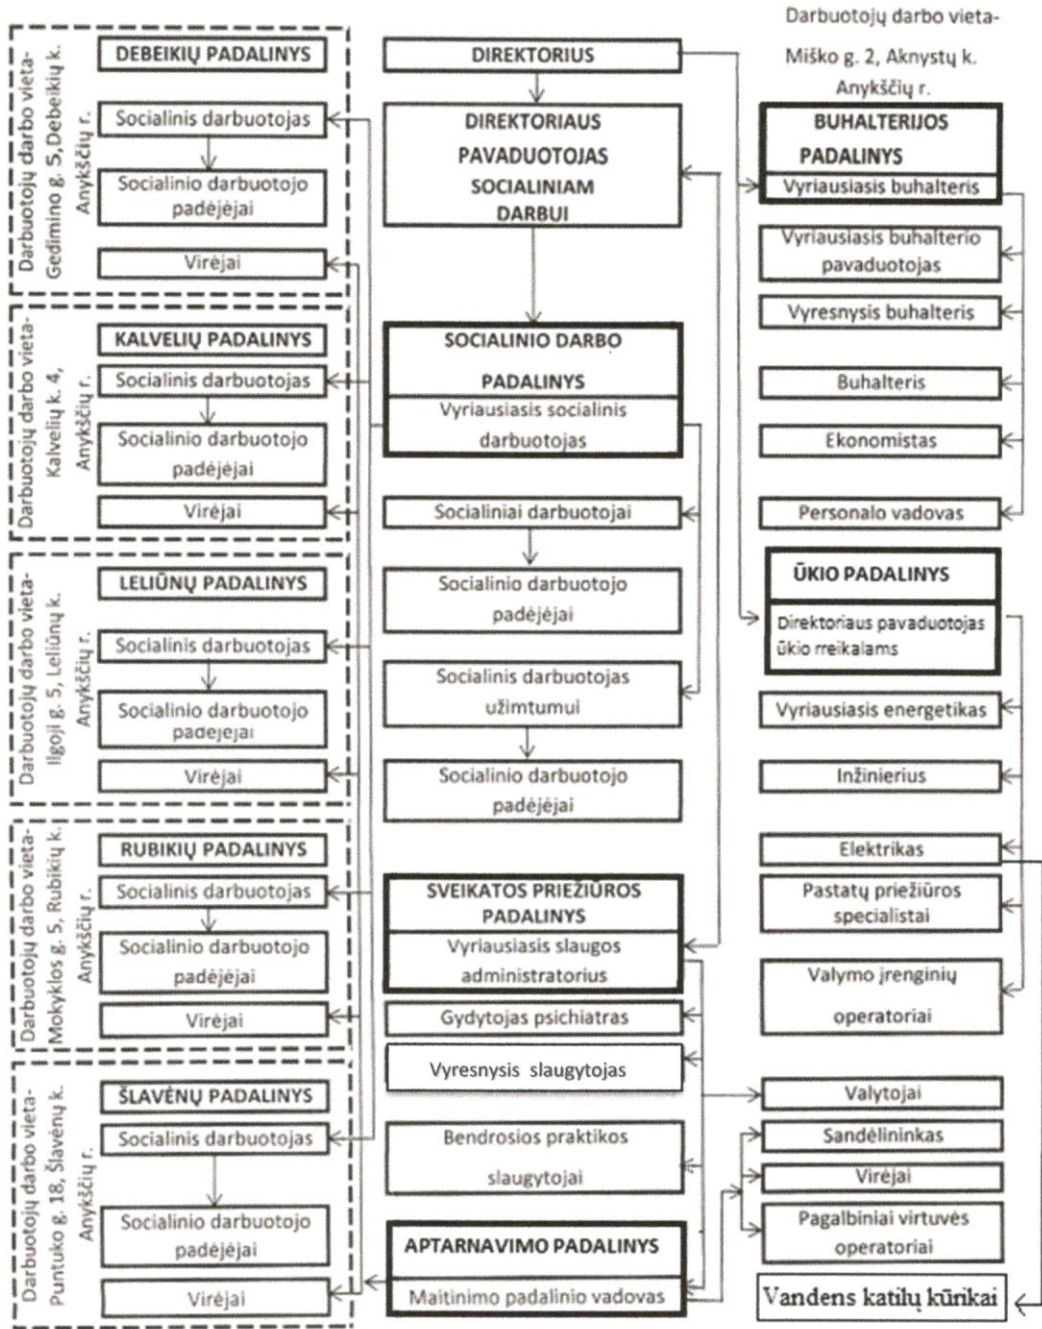 Darbuotojų darbo vieta-
Gedimino g. 5, Debeikių k.
Anykščių r.
DEBEIKIŲ PADALINYS
Socialinis darbuotojas
Socialinio darbuotojo
padėjėjai
Virėjai
Darbuotojų darbo vieta-
Kalvelių k. 4,
Anykščių r.
KALVELIŲ PADALINYS
Socialinis darbuotojas
Socialinio darbuotojo
padėjėjai
Virėjai
Darbuotojų darbo vieta-
Ilgoji g. 5, Leliūnų k.
Anykščių r.
LELIŪNŲ PADALINYS
Socialinis darbuotojas
Socialinio darbuotojo
padejejai
Virėjai
Darbuotojų darbo vieta-
Mokyklos g. 5, Rubikių k.
Anykščių r.
RUBIKIŲ PADALINYS
Socialinis darbuotojas
Socialinio darbuotojo
padėjėjai
Virėjai
Darbuotojų darbo vieta-
Puntuko g. 18, Šlavėnų k.
Anykščių r.
ŠLAVĖNŲ PADALINYS
Socialinis darbuotojas
Socialinio darbuotojo
padėjėjai
Virėjai
DIREKTORIUS
DIREKTORIAUS
PAVADUOTOJAS
SOCIALINIAM
DARBUI
SOCIALINIO DARBO
PADALINYS
Vyriausiasis socialinis
darbuotojas
Socialiniai darbuotojai
Socialinio darbuotojo
padėjėjai
Socialinis darbuotojas
užimtumui
Socialinio darbuotojo
padėjėjai
SVEIKATOS PRIEŽIŪROS
PADALINYS
Vyriausiasis slaugos
administratorius
Gydytojas psichiatras
Vyresnysis slaugytojas
Bendrosios praktikos
slaugytojai
APTARNAVIMO PADALINYS
Maitinimo padalinio vadovas
Darbuotojų darbo vieta-
Miško g. 2, Aknystų k.
Anykščių r.
BUHALTERIJOS
PADALINYS
Vyriausiasis buhalteris
Vyriausiasis buhalterio
pavaduotojas
Vyresnysis buhalteris
Buhalteris
Ekonomistas
Personalo vadovas
ŪKIO PADALINYS
Direktoriaus pavaduotojas
ūkio rreikalams
Vyriausiasis energetikas
Inžinierius
Elektrikas
Pastatų priežiūros
specialistai
Valymo įrenginių
operatoriai
Valytojai
Sandėlininkas
Virėjai
Pagalbiniai virtuvės
operatoriai
Vandens katilų kūrikai